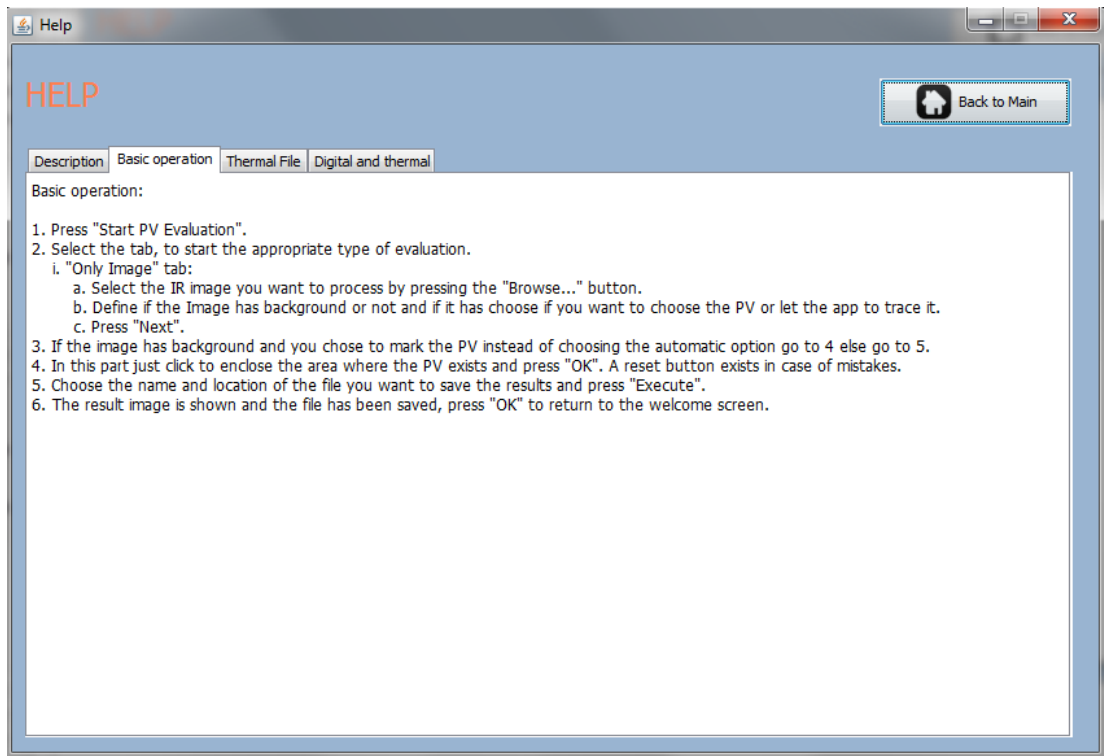 Help
HELP
Back to Main
Description Basic operation Thermal File Digital and thermal
Basic operation:
1. Press "Start PV Evaluation".
2. Select the tab, to start the appropriate type of evaluation.
i. "Only Image" tab:
a. Select the IR image you want to process by pressing the "Browse..." button.
b. Define if the Image has background or not and if it has choose if you want to choose the PV or let the app to trace it.
c. Press "Next".
3. If the image has background and you chose to mark the PV instead of choosing the automatic option go to 4 else go to 5.
4. In this part just click to enclose the area where the PV exists and press "OK". A reset button exists in case of mistakes.
5. Choose the name and location of the file you want to save the results and press "Execute".
6. The result image is shown and the file has been saved, press "OK" to return to the welcome screen.